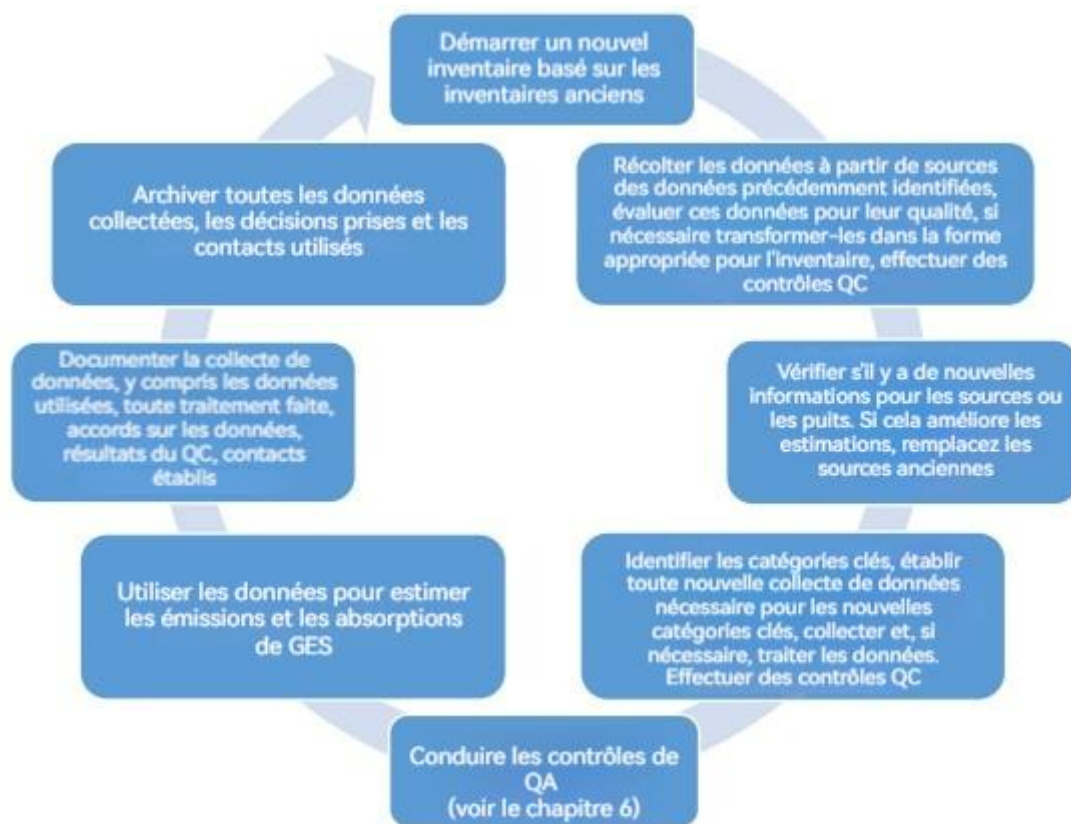 Démarrer un nouvel
inventaire basé sur les
inventaires anciens
Récolter les données à partir de sources
des données précédemment identifiées,
évaluer ces données pour leur qualité, si
nécessaire transformer-les dans la forme
appropriée pour l'inventaire, effectuer des
contrôles QC
Vérifier s'il y a de nouvelles
informations pour les sources ou
les puits. Si cela améliore les
estimations, remplacez les
sources anciennes
Identifier les catégories clés, établir
toute nouvelle collecte de données
nécessaire pour les nouvelles
catégories clés, collecter et, si
nécessaire, traiter les données.
Effectuer des contrôles QC
Conduire les contrôles de
QA
(voir le chapitre 6)
Utiliser les données pour estimer
les émissions et les absorptions
de GES
Documenter la collecte de
données, y compris les données
utilisées, toute traitement faite,
accords sur les données,
résultats du QC, contacts
établis
Archiver toutes les données
collectées, les décisions prises et les
contacts utilisés